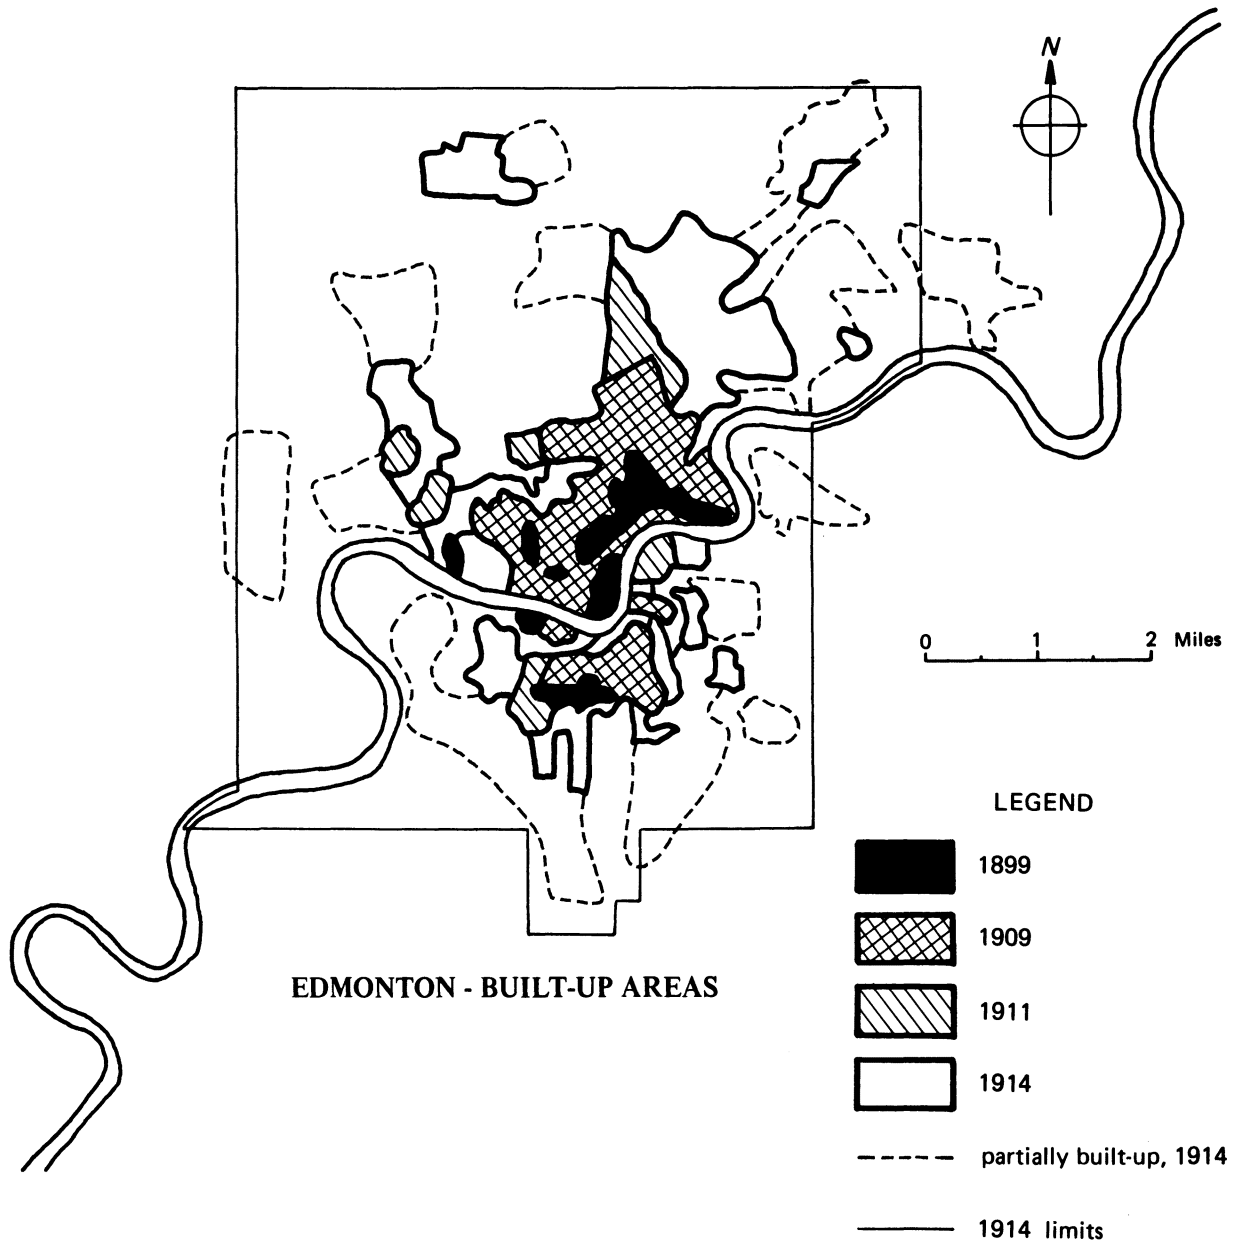 N
0 1 2 Miles
LEGEND
1899
1909
EDMONTON - BUILT-UP AREAS
1911
1914
partially built-up, 1914
1914 limits